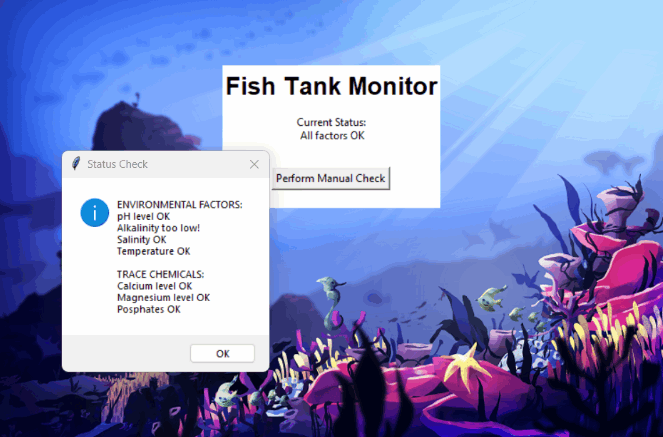 Fish Tank Monitor
Current Status:
All factors OK
Perform Manual Check
Status Check
ENVIRONMENTAL FACTORS:
pH level OK
Alkalinity too low!
Salinity OK
Temperature OK
TRACE CHEMICALS:
Calcium level OK
Magnesium level OK
Posphates OK
OK